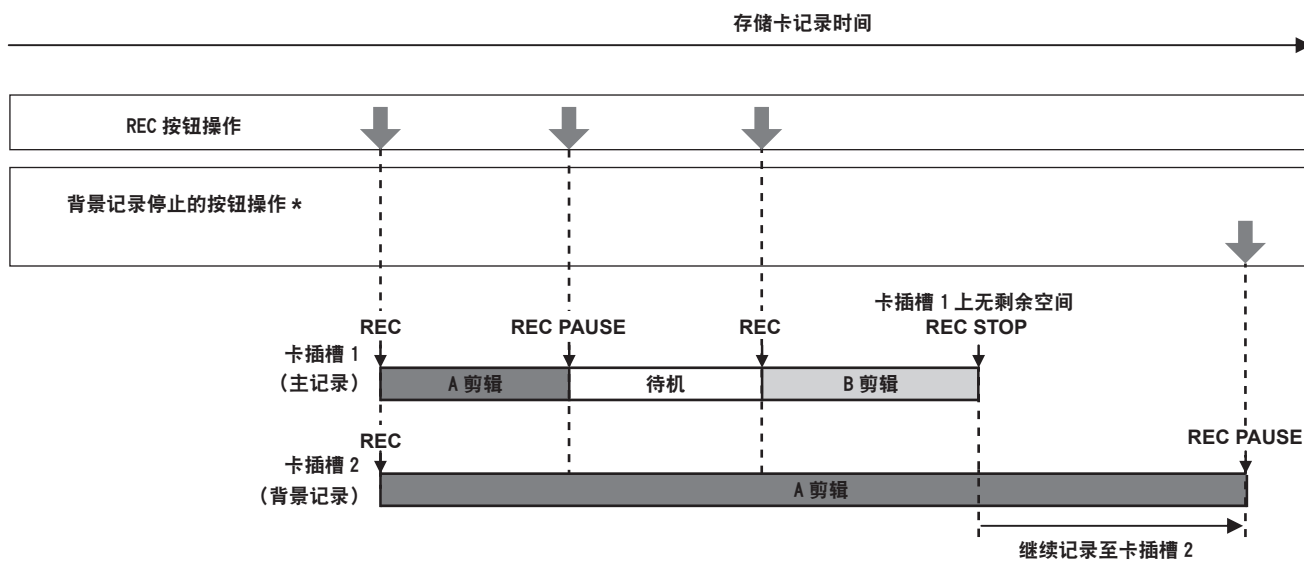 存储卡记录时间
REC 按钮操作
背景记录停止的按钮操作 *
卡插槽 1 上无剩余空间
REC
REC PAUSE
REC
REC STOP
卡插槽 1
（主记录）
A 剪辑
待机
B 剪辑
REC
REC PAUSE
卡插槽 2
（背景记录）
A 剪辑
继续记录至卡插槽 2